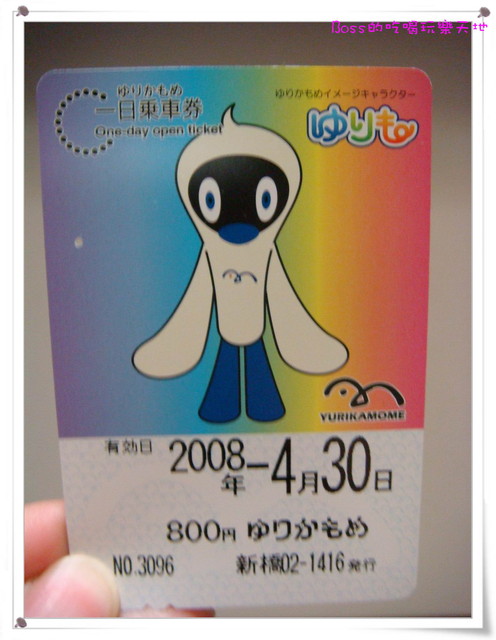 Boss的吃喝玩樂天地
ゆりかもめ
一日乗車券
One-day open ticket
ゆりかもめイメージキャラクター
ゆりも
YURIKAMOME
有効日
2008年-4月30日
800円 ゆりかもめ
NO.3096 新橋02-1416発行